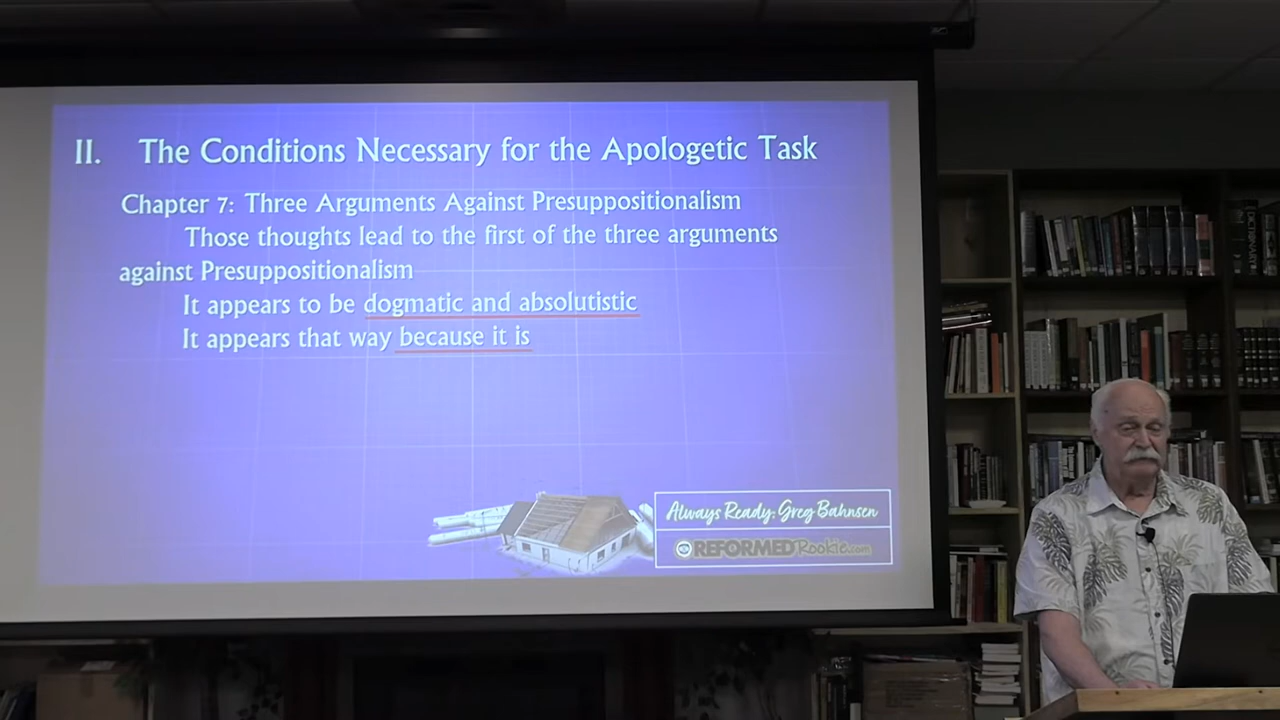 II. The Conditions Necessary for the Apologetic Task
Chapter 7: Three Arguments Against Presuppositionalism
Those thoughts lead to the first of the three arguments
against Presuppositionalism
It appears to be dogmatic and absolutistic
It appears that way because it is
Always Ready: Greg Bahnsen
REFORMEDRookie.com
DICTIONARY